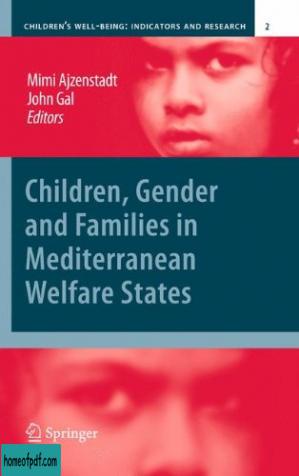 CHILDREN'S WELL-BEING: INDICATORS AND RESEARCH 2
Mimi Ajzenstadt
John Gal
Editors
Children, Gender
and Families in
Mediterranean
Welfare States
Springer
homeofpdf.com